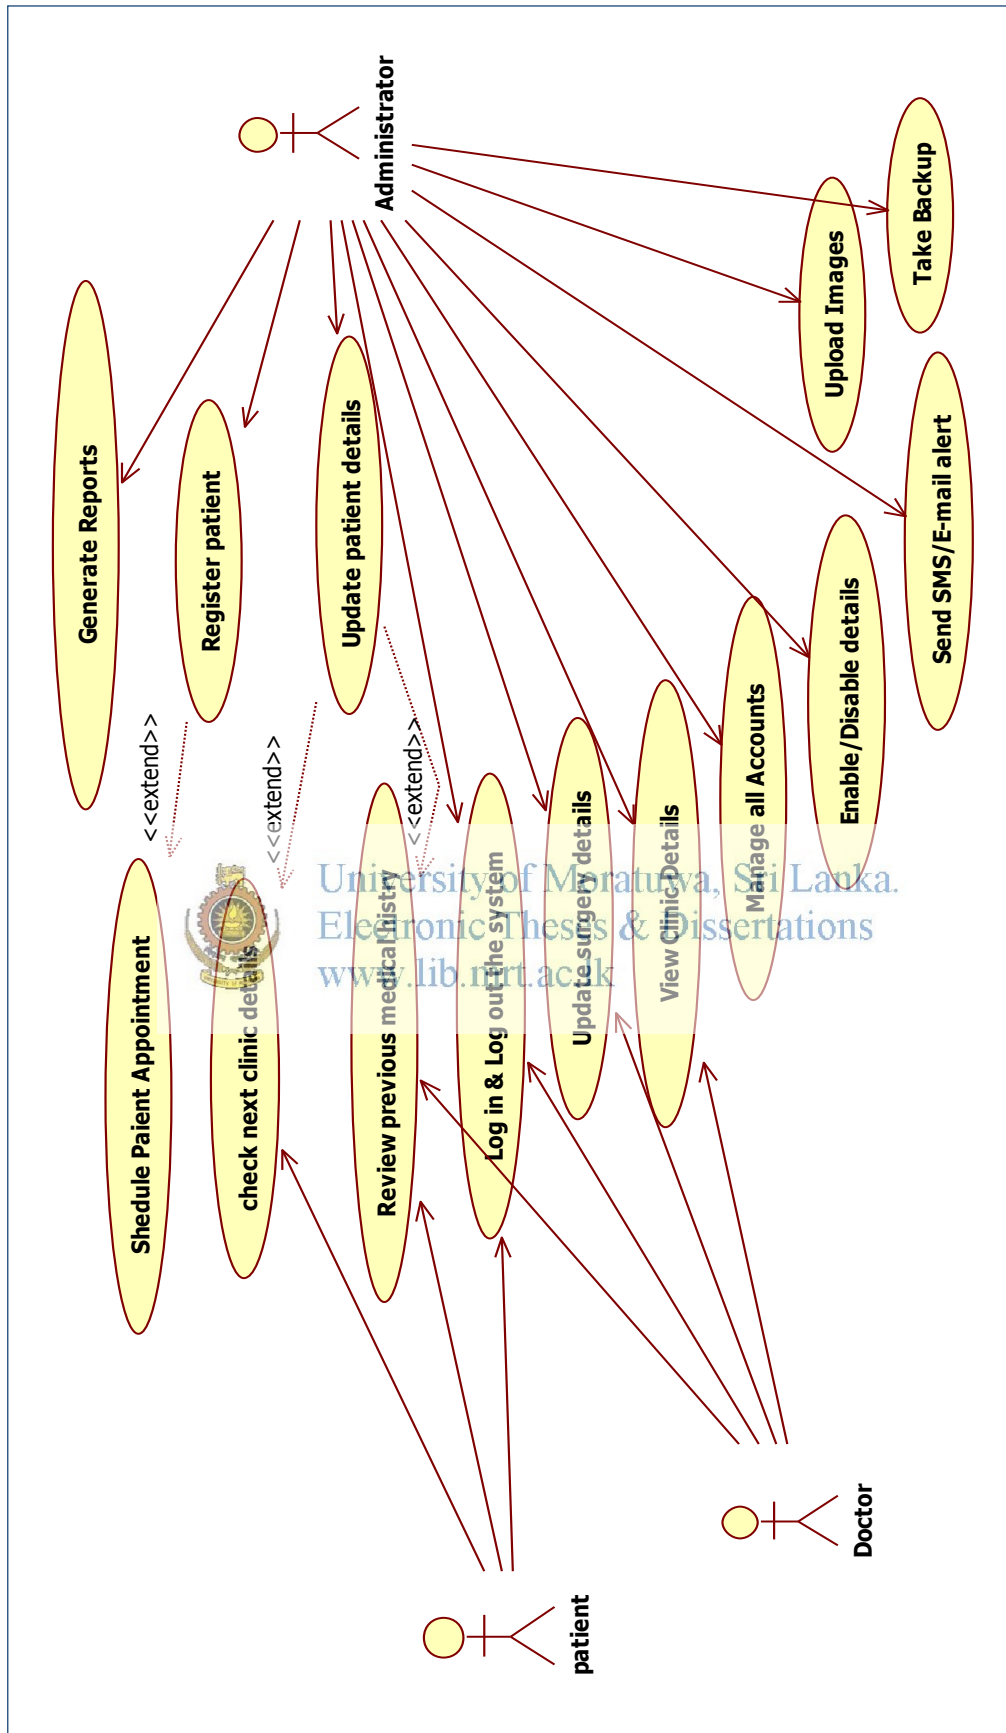 Administrator
Generate Reports
Register patient
Update patient details
<<extend>>
<<extend>>
<<extend>>
Shedule Paient Appointment
check next clinic details
Review previous medical histry
Log in & Log out the system
Update surgery details
View Clinic Details
Manage all Accounts
Enable/Disable details
Send SMS/E-mail alert
Upload Images
Take Backup
patient
Doctor
University of Moratuwa, Sri Lanka.
Electronic Theses & Dissertations
www.lib.mrt.ac.lk